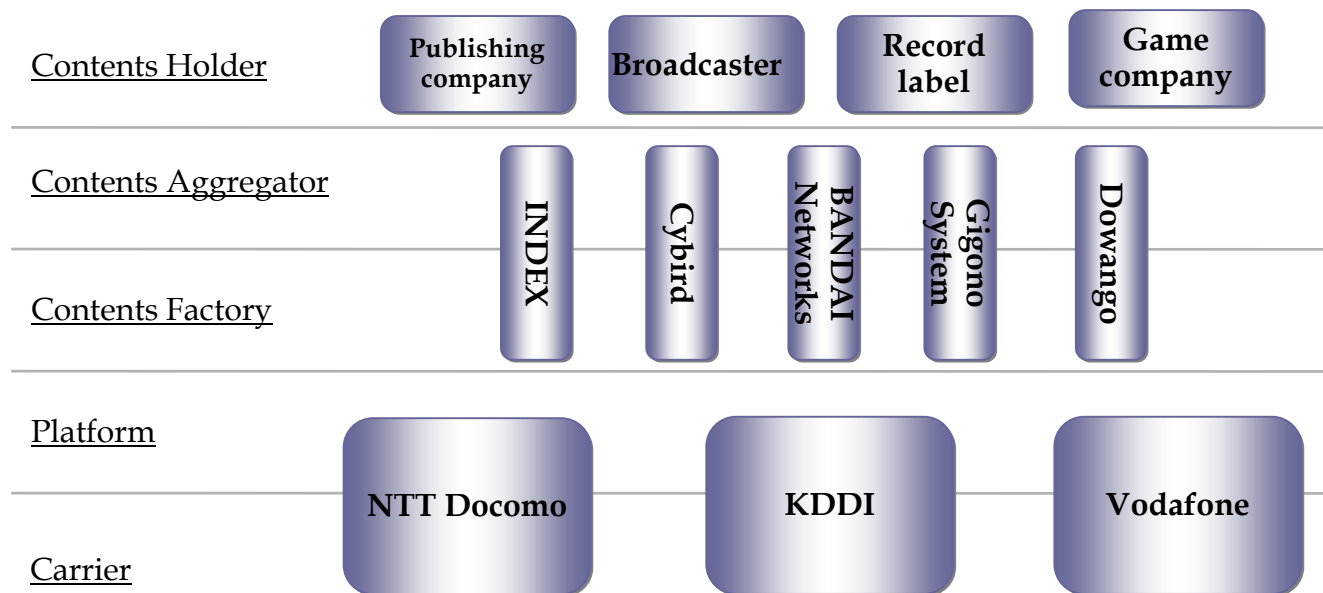 Contents Holder
Publishing
company
Broadcaster
Record
label
Game
company
Contents Aggregator
Contents Factory
INDEX
Cybird
BANDAI
Networks
Gigono
System
Dowango
Platform
Carrier
NTT Docomo
KDDI
Vodafone